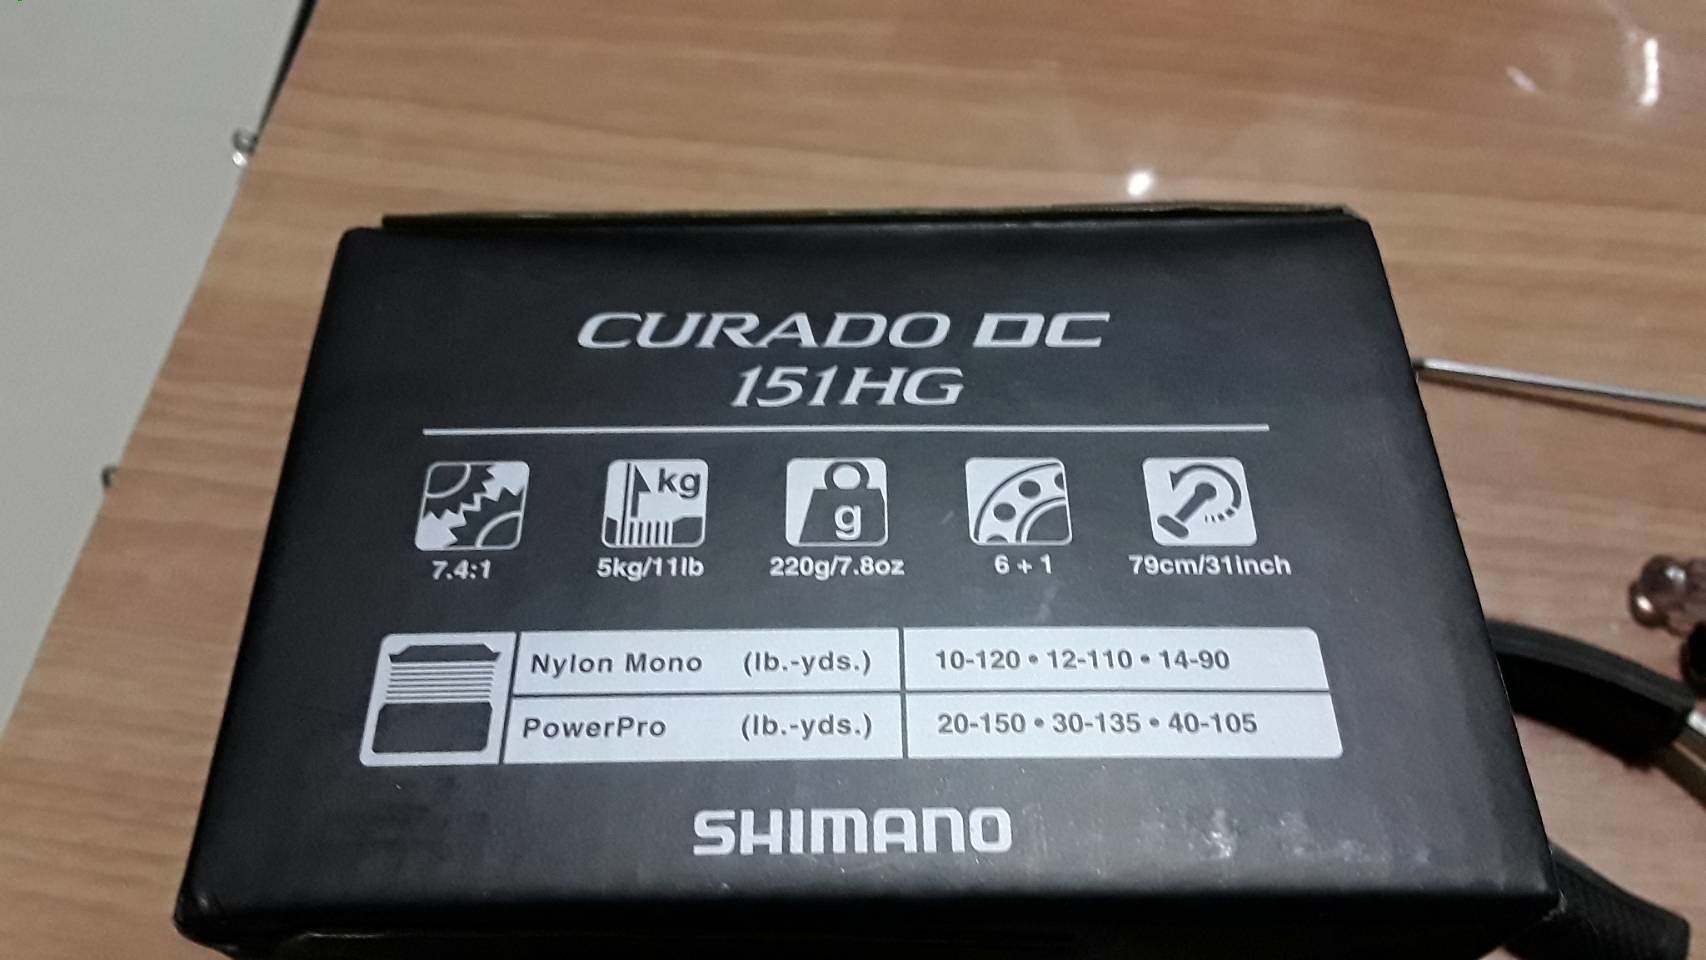 CURADO DC
151HG
kg
g
7.4:1 5kg/11lb 220g/7.8oz 6 + 1 79cm/31inch
Nylon Mono (lb.-yds.) 10-120 • 12-110 • 14-90
PowerPro (lb.-yds.) 20-150 • 30-135 • 40-105
SHIMANO